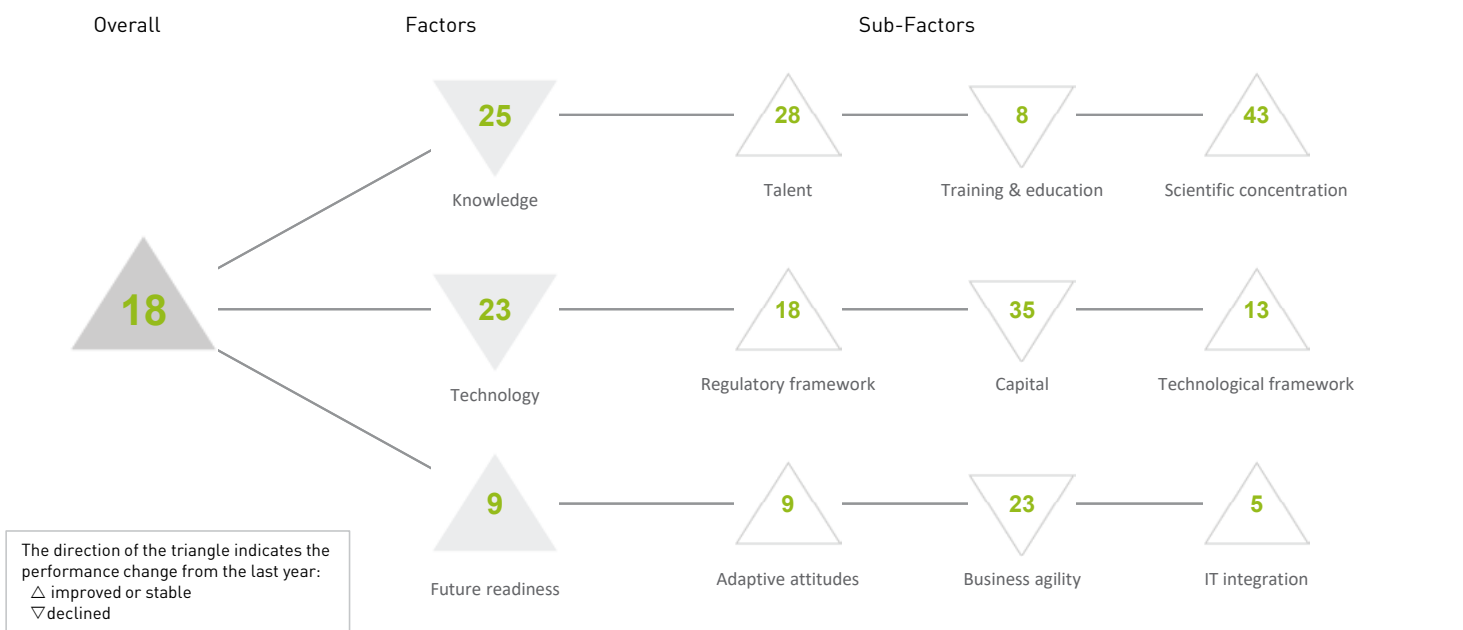 Overall
Factors
Sub-Factors
25
28
8
43
Knowledge
Talent
Training & education
Scientific concentration
18
23
18
35
13
Technology
Regulatory framework
Capital
Technological framework
9
9
23
5
Future readiness
Adaptive attitudes
Business agility
IT integration
The direction of the triangle indicates the
performance change from the last year:
△ improved or stable
▽ declined